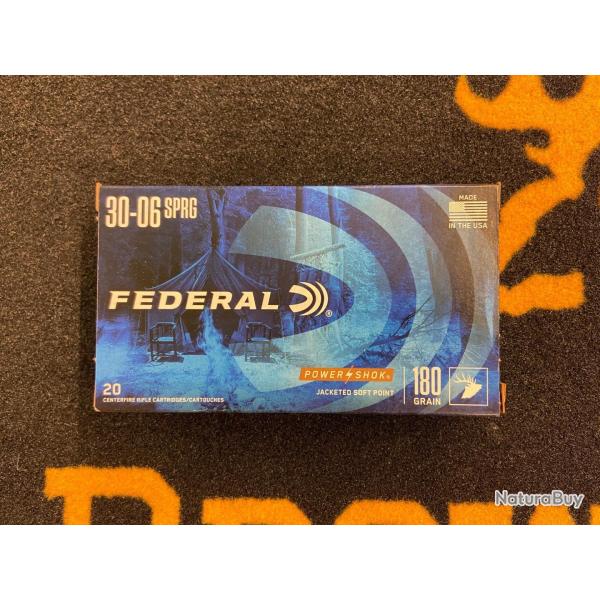 30-06 SPRG
MADE
IN THE USA
FEDERAL ®
POWER SHOK®
JACKETED SOFT POINT
180
GRAIN
20
CENTERFIRE RIFLE CARTRIDGES/CARTOUCHES
NaturaBuy